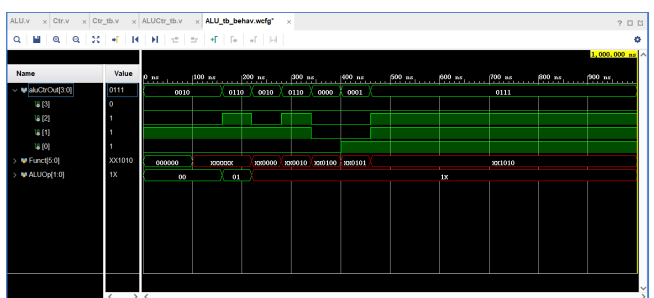 ALU.v × Ctr.v × Ctr_tb.v × ALUCtr_tb.v × ALU_tb_behav.wcfg* ×
1,000.000 ns
Name Value 0 ns 100 ns 200 ns 300 ns 400 ns 500 ns 600 ns 700 ns 800 ns 900 ns
aluCtrOut[3:0] 0111 0010 0110 0010 0110 0000 0001 0111
[3] 0
[2] 1
[1] 1
[0] 1
Funct[5:0] XX1010 000000 XXXXXX XX0000 XX0010 XX0100 XX0101 XX1010
ALUOp[1:0] 1X 00 01 1X